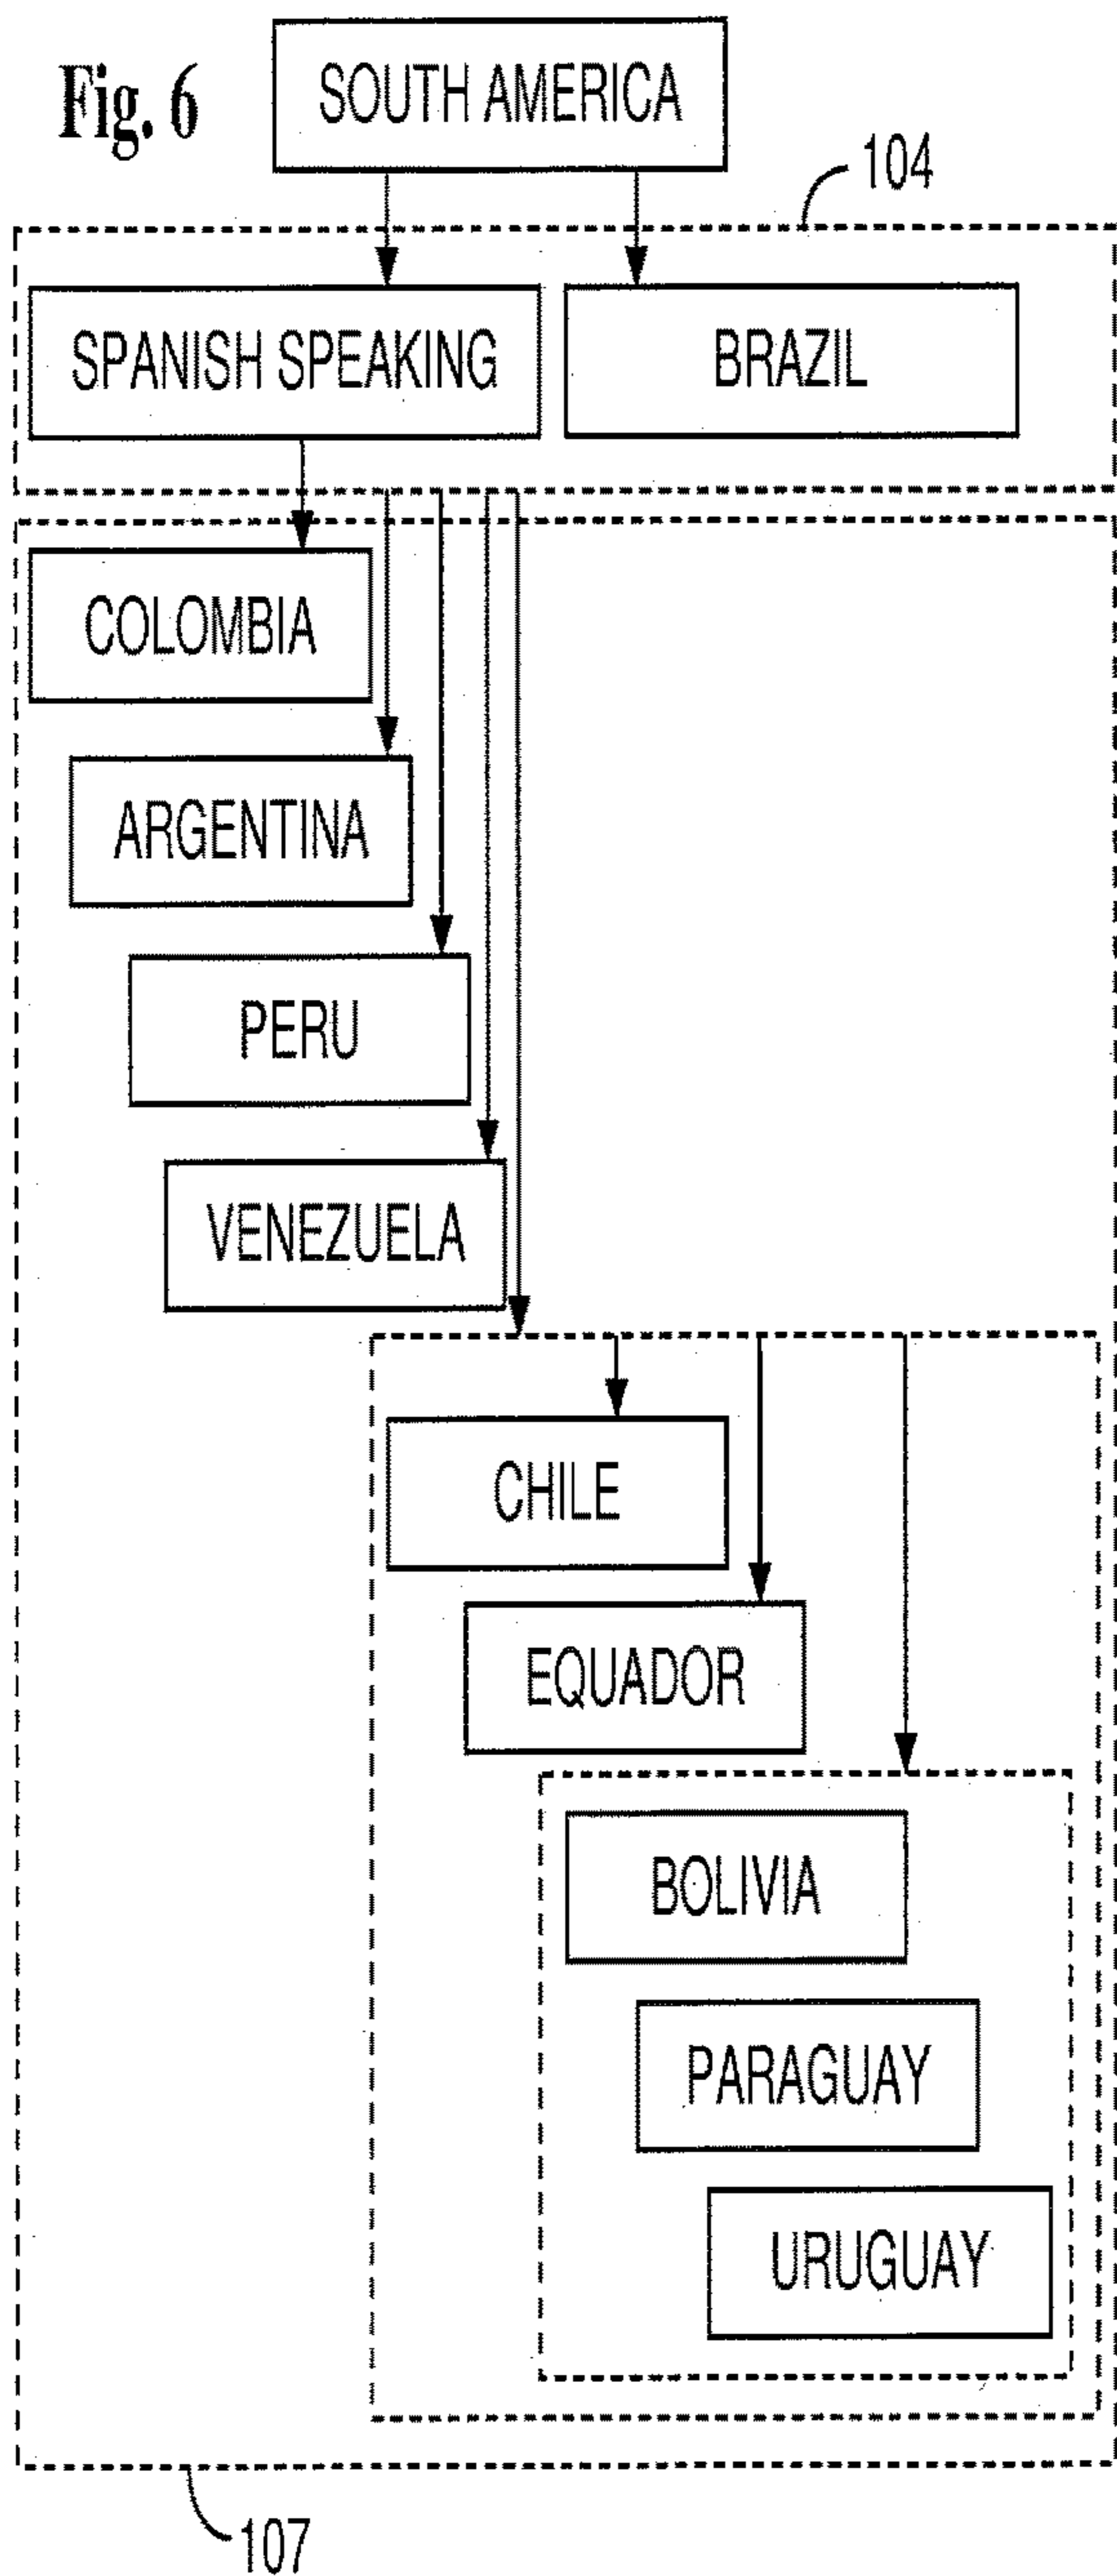 Fig. 6
SOUTH AMERICA
104
SPANISH SPEAKING
BRAZIL
COLOMBIA
ARGENTINA
PERU
VENEZUELA
CHILE
EQUADOR
BOLIVIA
PARAGUAY
URUGUAY
107